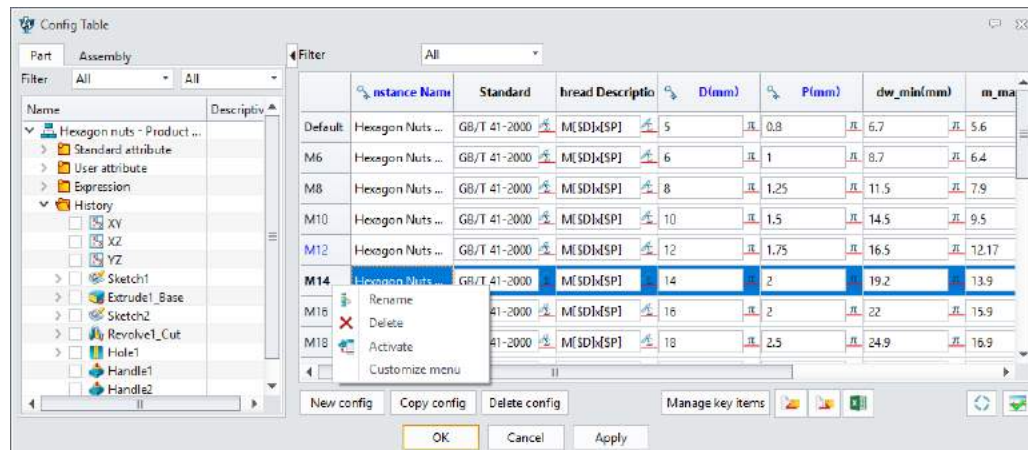 Config Table
Part Assembly
Filter All All
Name Descriptiv
Hexagon nuts - Product ...
Standard attribute
User attribute
Expression
History
XY
XZ
YZ
Sketch1
Extrude1_Base
Sketch2
Revolve1_Cut
Hole1
Handle1
Handle2
Filter All
nstance Name Standard hread Descriptio D(mm) P(mm) dw_min(mm) m_ma
Default Hexagon Nuts ... GB/T 41-2000 M[$D]x[$P] 5 0.8 6.7 5.6
M6 Hexagon Nuts ... GB/T 41-2000 M[$D]x[$P] 6 1 8.7 6.4
M8 Hexagon Nuts ... GB/T 41-2000 M[$D]x[$P] 8 1.25 11.5 7.9
M10 Hexagon Nuts ... GB/T 41-2000 M[$D]x[$P] 10 1.5 14.5 9.5
M12 Hexagon Nuts ... GB/T 41-2000 M[$D]x[$P] 12 1.75 16.5 12.17
M14 Hexagon Nuts ... GB/T 41-2000 M[$D]x[$P] 14 2 19.2 13.9
M16 41-2000 M[$D]x[$P] 16 2 22 15.9
M18 41-2000 M[$D]x[$P] 18 2.5 24.9 16.9
Rename
Delete
Activate
Customize menu
New config Copy config Delete config Manage key items
OK Cancel Apply